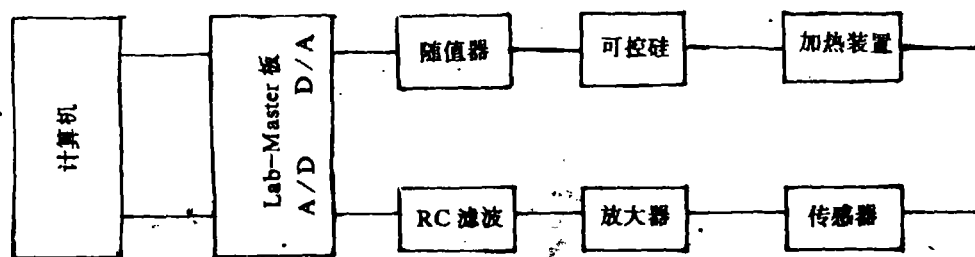 计算机
Lab-Master 板
A/D D/A
随值器
可控硅
加热装置
RC 滤波
放大器
传感器